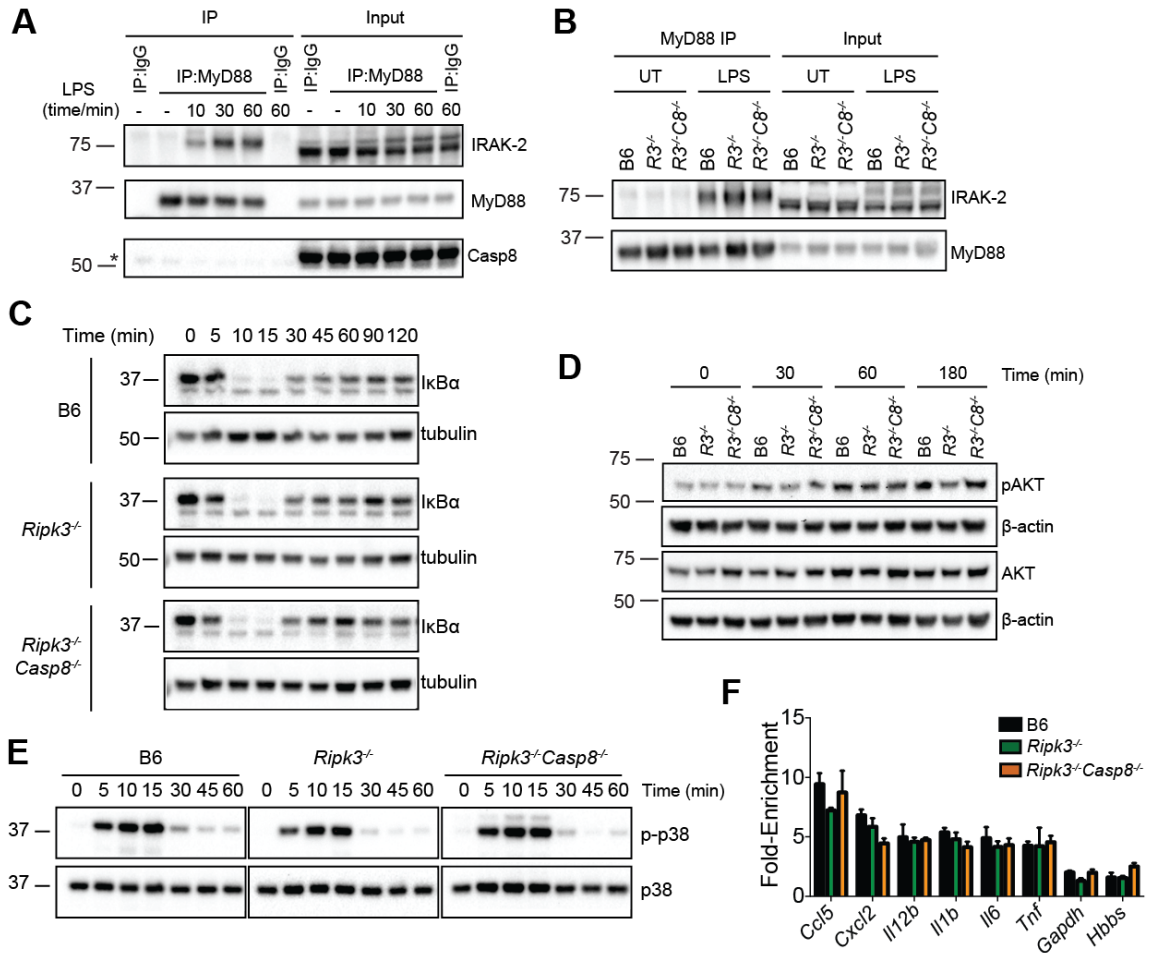 A
IP
Input
IP:IgG
IP:MyD88
IP:IgG
IP:IgG
IP:MyD88
IP:IgG
LPS
(time/min)
- - 10 30 60 60 - - 10 30 60 60
75
IRAK-2
37
MyD88
50 *
Casp8
B
MyD88 IP
Input
UT
LPS
UT
LPS
B6 R3-/- R3-/-C8-/- B6 R3-/- R3-/-C8-/- B6 R3-/- R3-/-C8-/- B6 R3-/- R3-/-C8-/-
75
IRAK-2
37
MyD88
C
Time (min) 0 5 10 15 30 45 60 90 120
B6
37
IκBα
50
tubulin
Ripk3-/-
37
IκBα
50
tubulin
Ripk3-/-
Casp8-/-
37
IκBα
tubulin
D
0 30 60 180 Time (min)
B6 R3-/- R3-/-C8-/- B6 R3-/- R3-/-C8-/- B6 R3-/- R3-/-C8-/- B6 R3-/- R3-/-C8-/-
75
50
pAKT
β-actin
75
AKT
50
β-actin
E
B6
Ripk3-/-
Ripk3-/-Casp8-/-
0 5 10 15 30 45 60 0 5 10 15 30 45 60 0 5 10 15 30 45 60 Time (min)
37
p-p38
37
p38
F
Fold-Enrichment
15
10
5
0
B6
Ripk3-/-
Ripk3-/-Casp8-/-
Ccl5 Cxcl2 Il12b Il1b Il6 Tnf Gapdh Hbbs